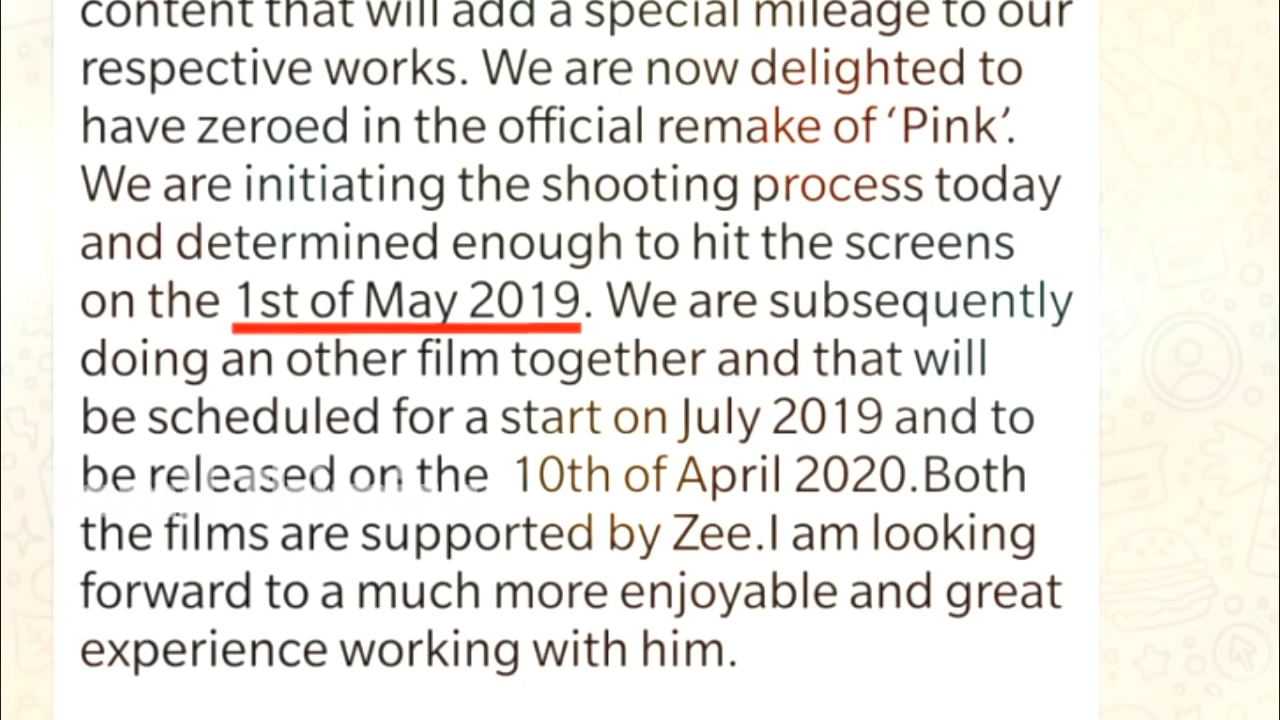 content that will add a special mileage to our
respective works. We are now delighted to
have zeroed in the official remake of ‘Pink’.
We are initiating the shooting process today
and determined enough to hit the screens
on the 1st of May 2019. We are subsequently
doing an other film together and that will
be scheduled for a start on July 2019 and to
be released on the  10th of April 2020.Both
the films are supported by Zee.I am looking
forward to a much more enjoyable and great
experience working with him.